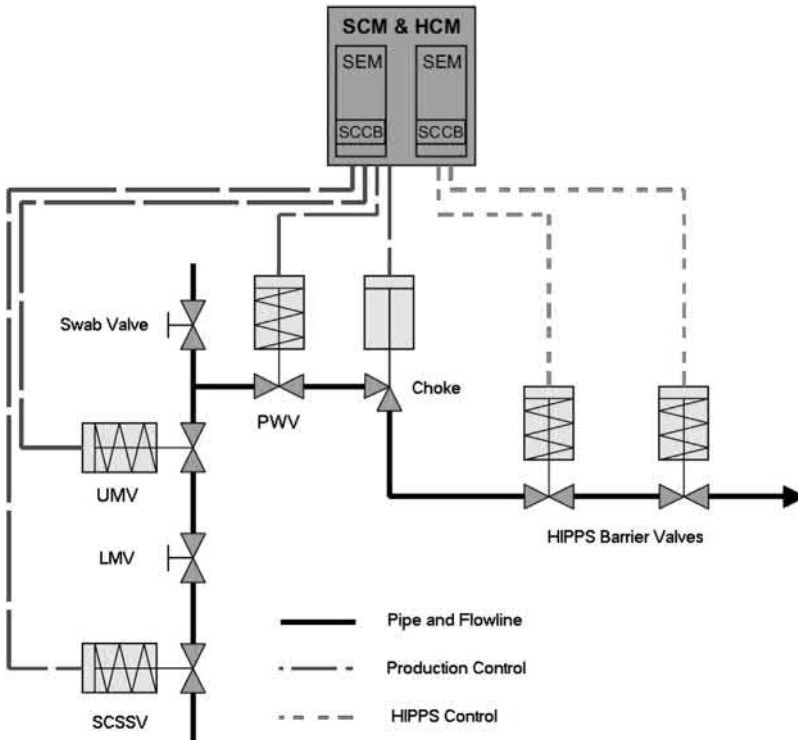 SCM & HCM
SEM
SEM
SCCB
SCCB
Swab Valve
Choke
PWV
UMV
HIPPS Barrier Valves
LMV
Pipe and Flowline
Production Control
SCSSV
HIPPS Control